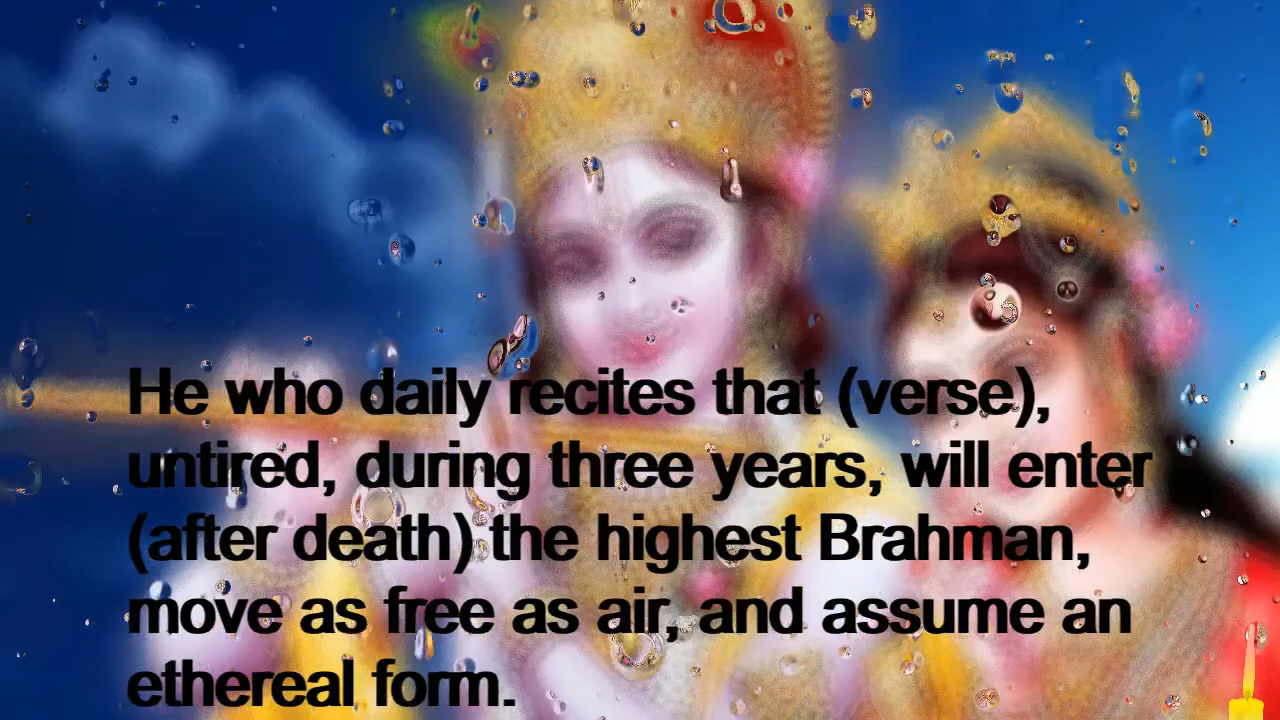 He who daily recites that (verse),
untired, during three years, will enter
(after death) the highest Brahman,
move as free as air, and assume an
ethereal form.